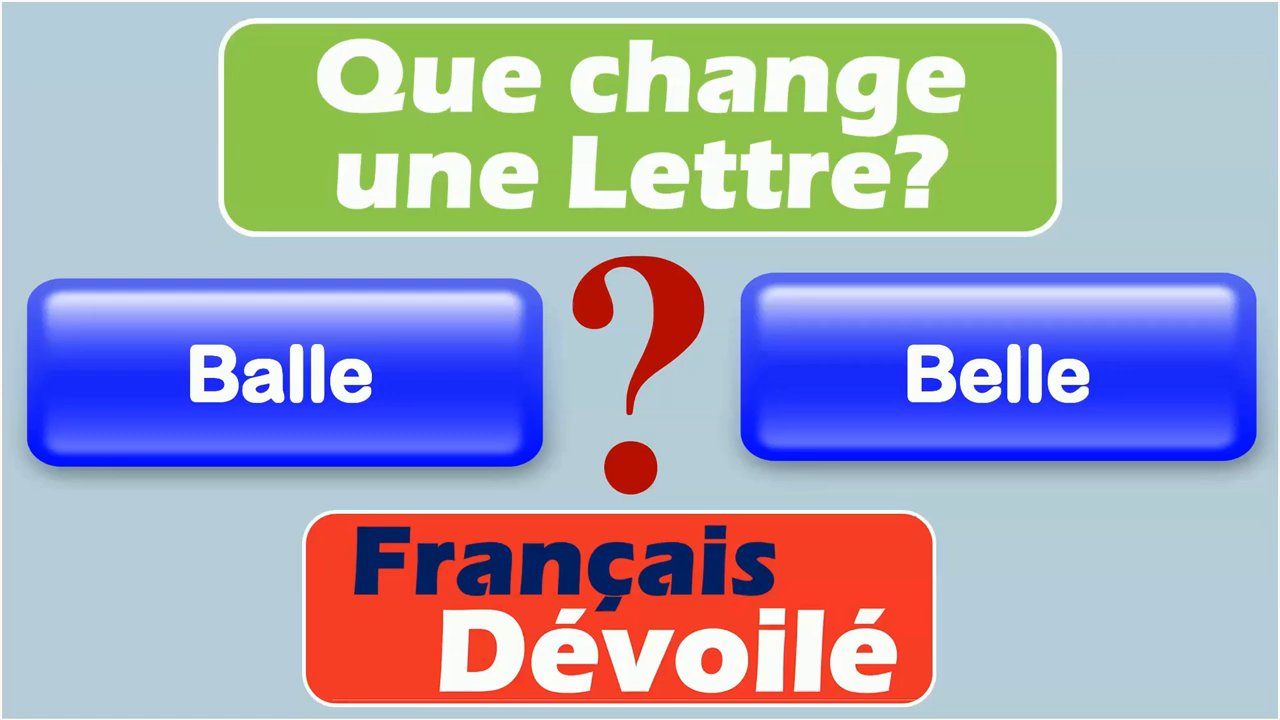 Que change
une Lettre?
Balle
?
Belle
Français
Dévoilé